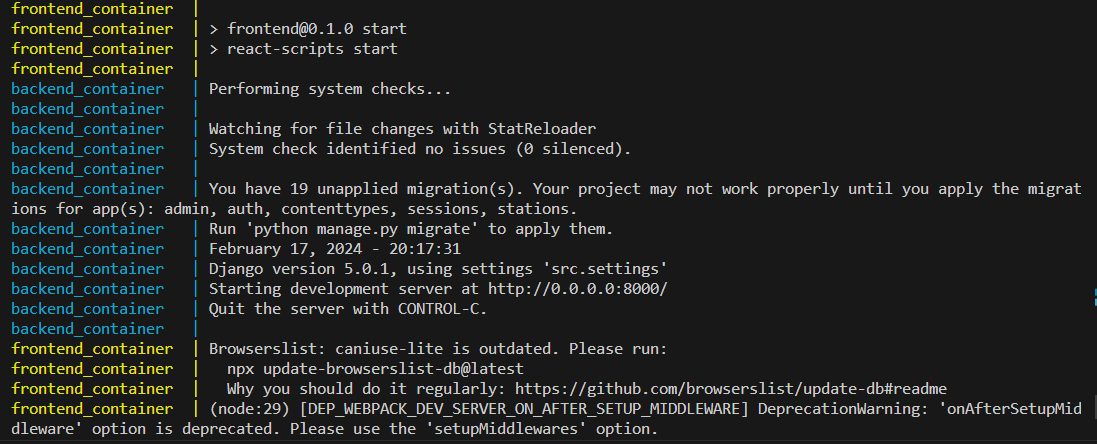 frontend_container  |
frontend_container  | > frontend@0.1.0 start
frontend_container  | > react-scripts start
frontend_container  |
backend_container   | Performing system checks...
backend_container   |
backend_container   | Watching for file changes with StatReloader
backend_container   | System check identified no issues (0 silenced).
backend_container   |
backend_container   | You have 19 unapplied migration(s). Your project may not work properly until you apply the migrat
ions for app(s): admin, auth, contenttypes, sessions, stations.
backend_container   | Run 'python manage.py migrate' to apply them.
backend_container   | February 17, 2024 - 20:17:31
backend_container   | Django version 5.0.1, using settings 'src.settings'
backend_container   | Starting development server at http://0.0.0.0:8000/
backend_container   | Quit the server with CONTROL-C.
backend_container   |
frontend_container  | Browserslist: caniuse-lite is outdated. Please run:
frontend_container  |   npx update-browserslist-db@latest
frontend_container  |   Why you should do it regularly: https://github.com/browserslist/update-db#readme
frontend_container  | (node:29) [DEP_WEBPACK_DEV_SERVER_ON_AFTER_SETUP_MIDDLEWARE] DeprecationWarning: 'onAfterSetupMid
dleware' option is deprecated. Please use the 'setupMiddlewares' option.